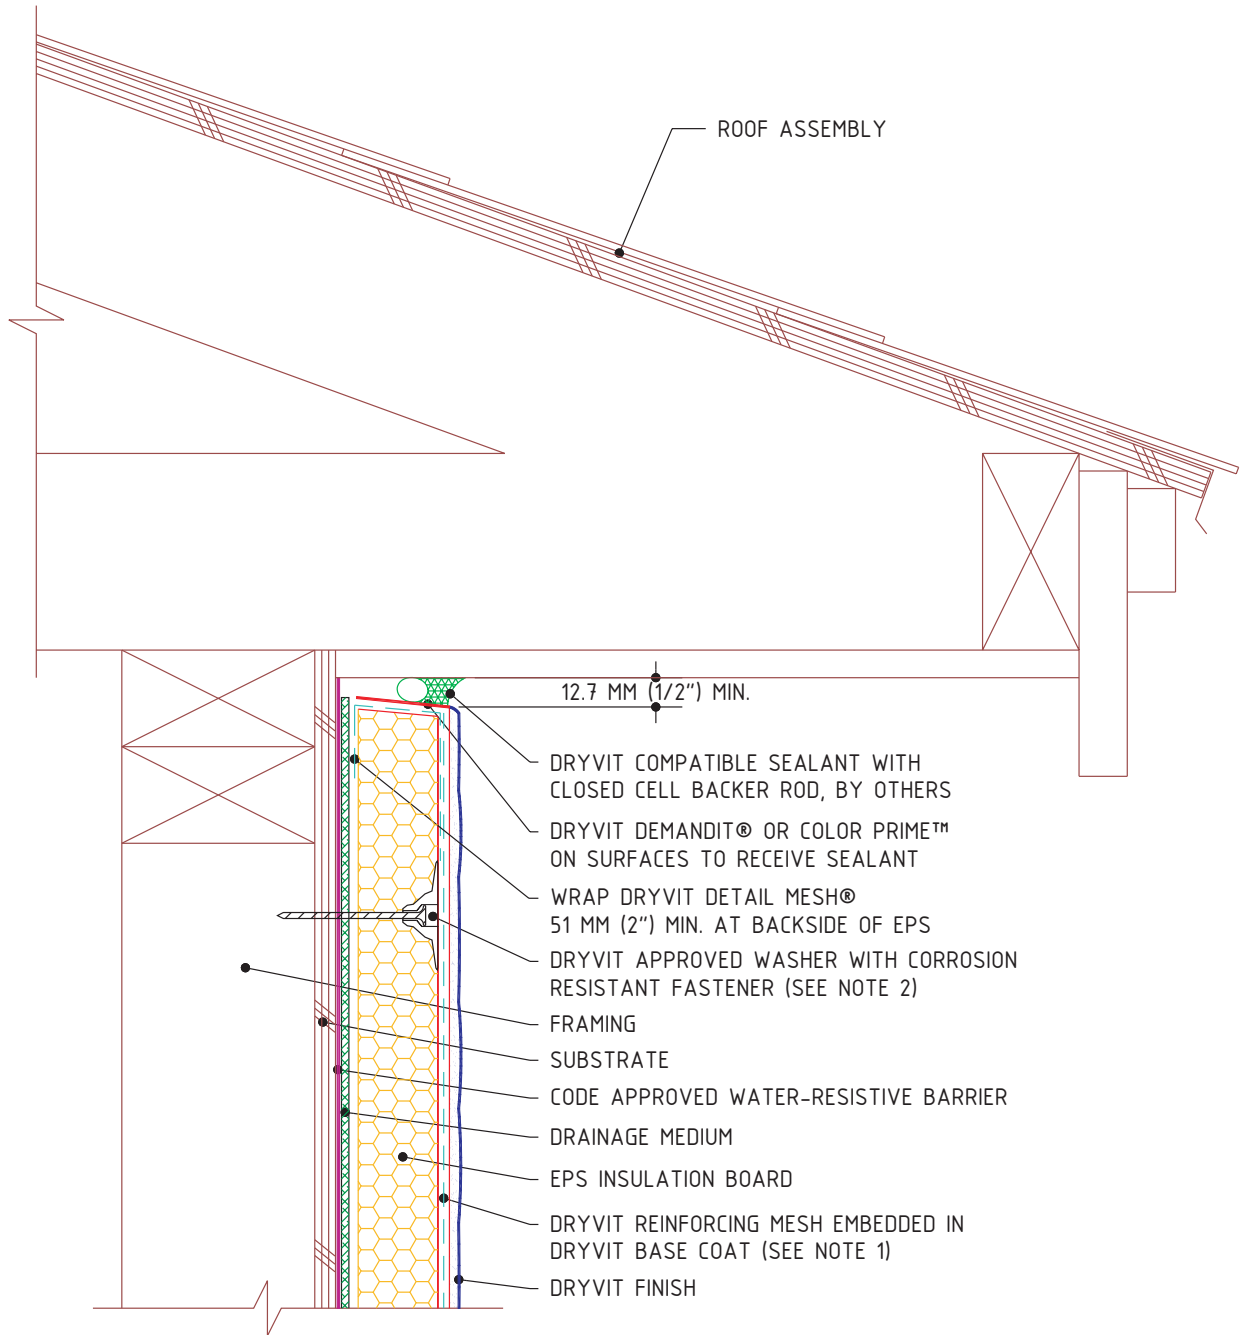 ROOF ASSEMBLY
12.7 MM (1/2") MIN.
DRYVIT COMPATIBLE SEALANT WITH
CLOSED CELL BACKER ROD, BY OTHERS
DRYVIT DEMANDIT® OR COLOR PRIME™
ON SURFACES TO RECEIVE SEALANT
WRAP DRYVIT DETAIL MESH®
51 MM (2") MIN. AT BACKSIDE OF EPS
DRYVIT APPROVED WASHER WITH CORROSION
RESISTANT FASTENER (SEE NOTE 2)
FRAMING
SUBSTRATE
CODE APPROVED WATER-RESISTIVE BARRIER
DRAINAGE MEDIUM
EPS INSULATION BOARD
DRYVIT REINFORCING MESH EMBEDDED IN
DRYVIT BASE COAT (SEE NOTE 1)
DRYVIT FINISH